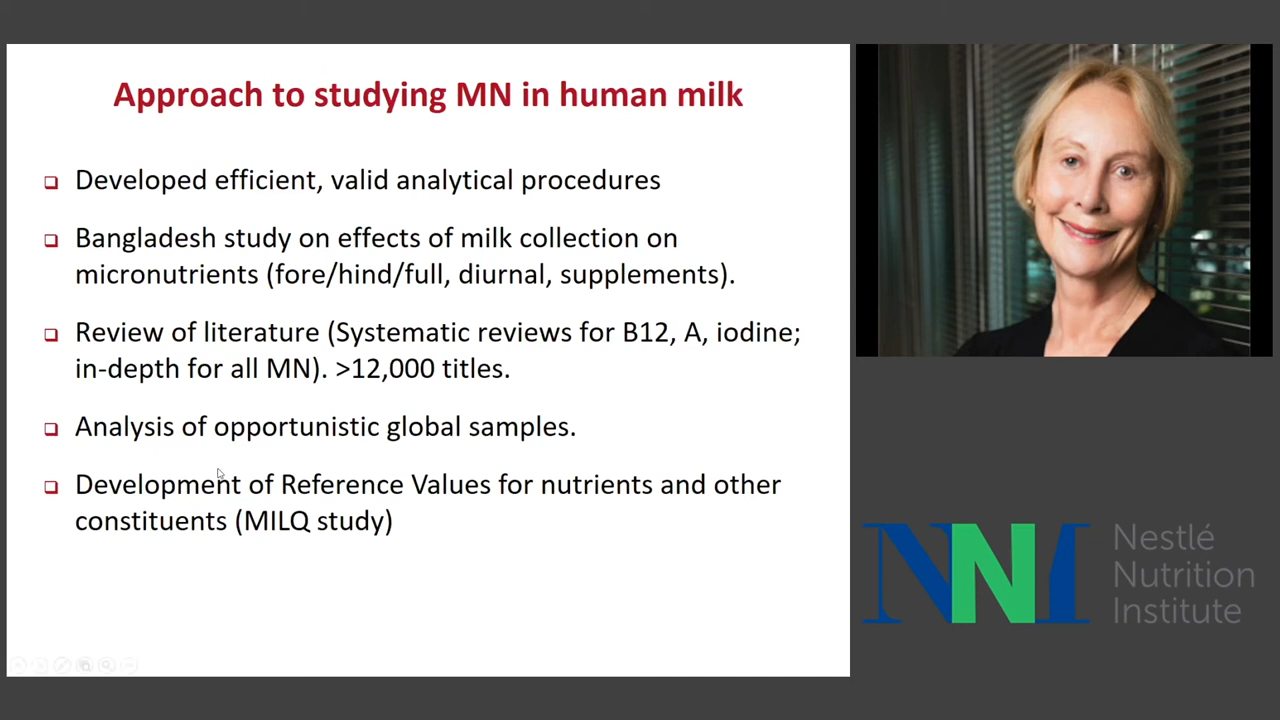 Approach to studying MN in human milk
Developed efficient, valid analytical procedures
Bangladesh study on effects of milk collection on
micronutrients (fore/hind/full, diurnal, supplements).
Review of literature (Systematic reviews for B12, A, iodine;
in-depth for all MN). >12,000 titles.
Analysis of opportunistic global samples.
Development of Reference Values for nutrients and other
constituents (MILQ study)
NNI
Nestlé
Nutrition
Institute